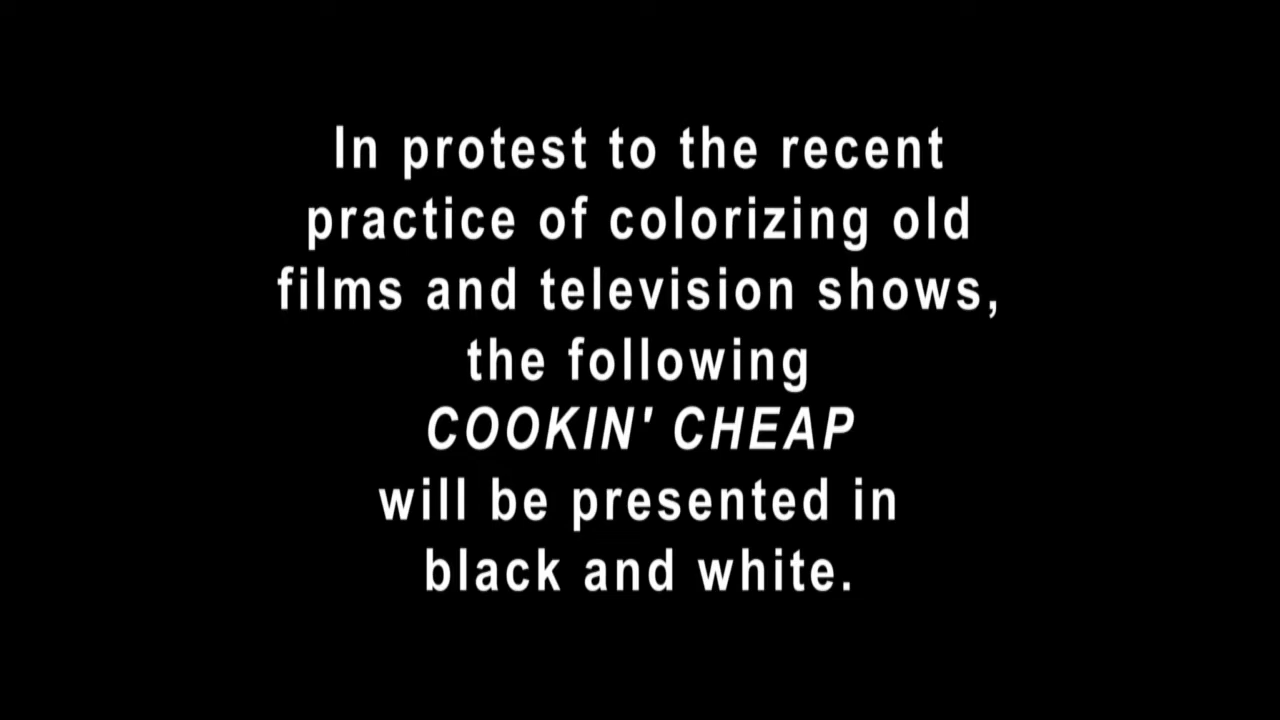 In protest to the recent
practice of colorizing old
films and television shows,
the following
COOKIN' CHEAP
will be presented in
black and white.